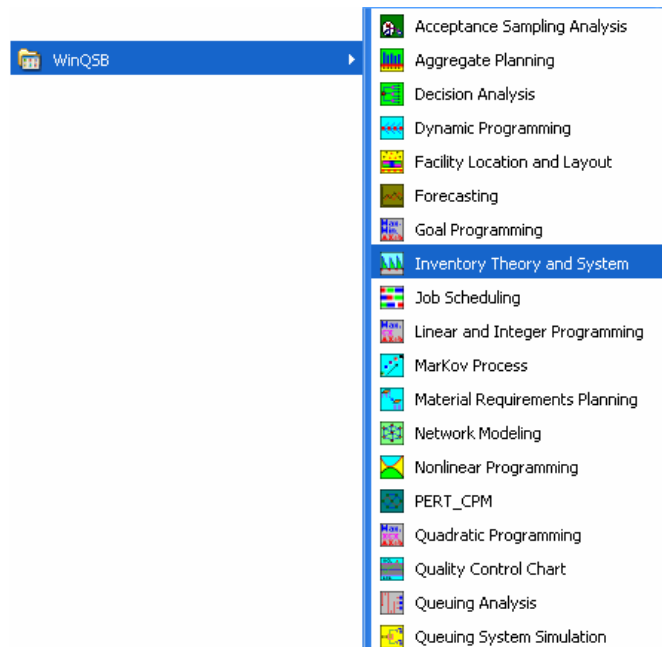 WinQSB
Acceptance Sampling Analysis
Aggregate Planning
Decision Analysis
Dynamic Programming
Facility Location and Layout
Forecasting
Goal Programming
Inventory Theory and System
Job Scheduling
Linear and Integer Programming
MarKov Process
Material Requirements Planning
Network Modeling
Nonlinear Programming
PERT_CPM
Quadratic Programming
Quality Control Chart
Queuing Analysis
Queuing System Simulation